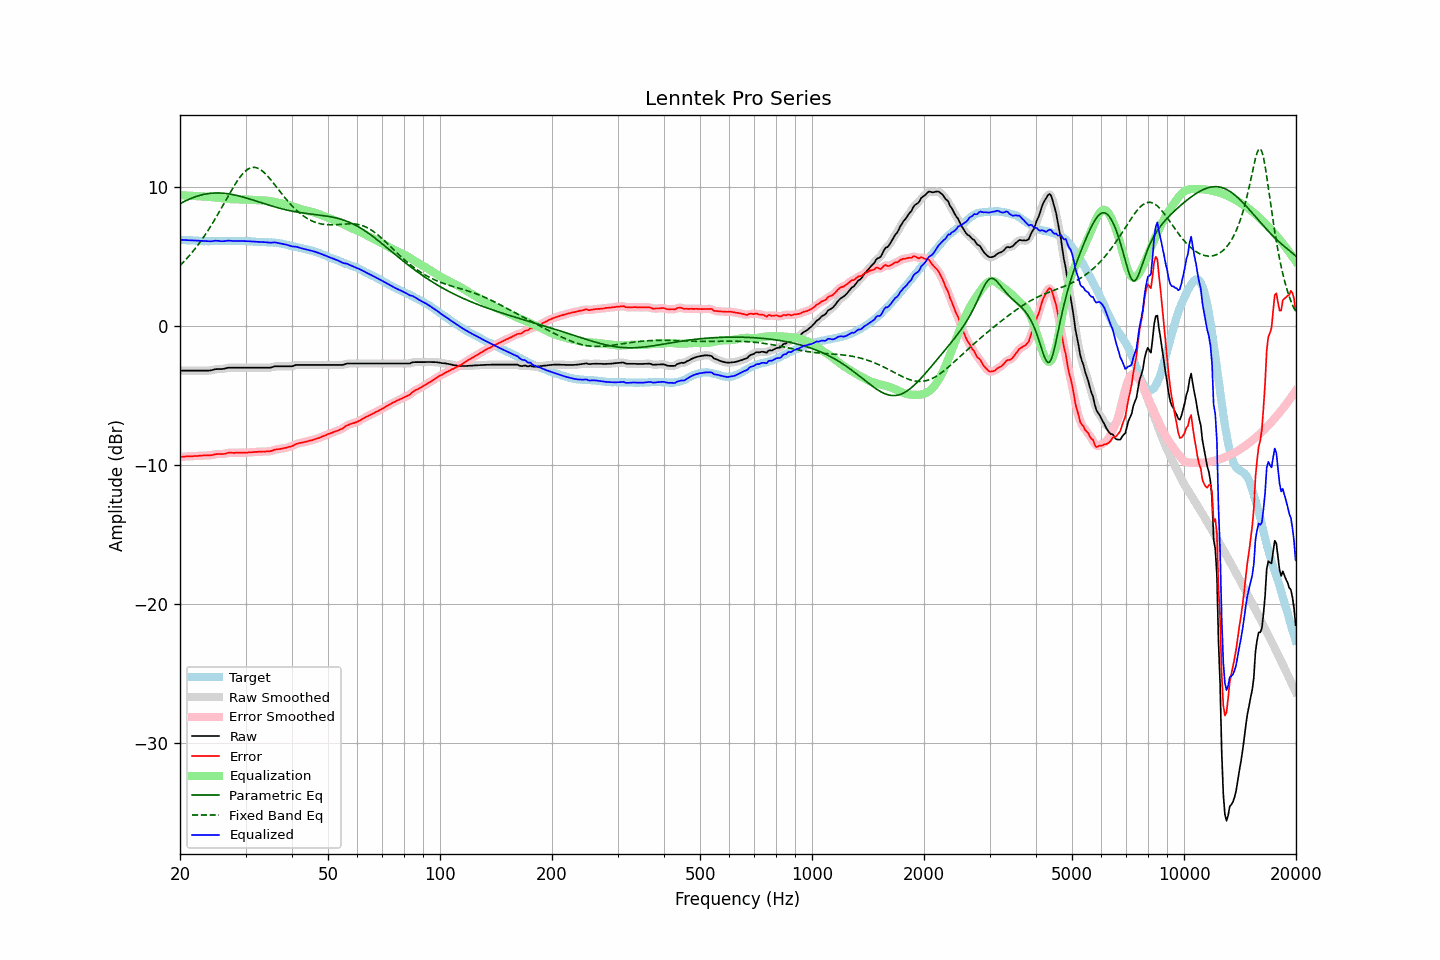 Lenntek Pro Series
Amplitude (dBr)
10
0
−10
−20
−30
Target
Raw Smoothed
Error Smoothed
Raw
Error
Equalization
Parametric Eq
Fixed Band Eq
Equalized
20 50 100 200 500 1000 2000 5000 10000 20000
Frequency (Hz)